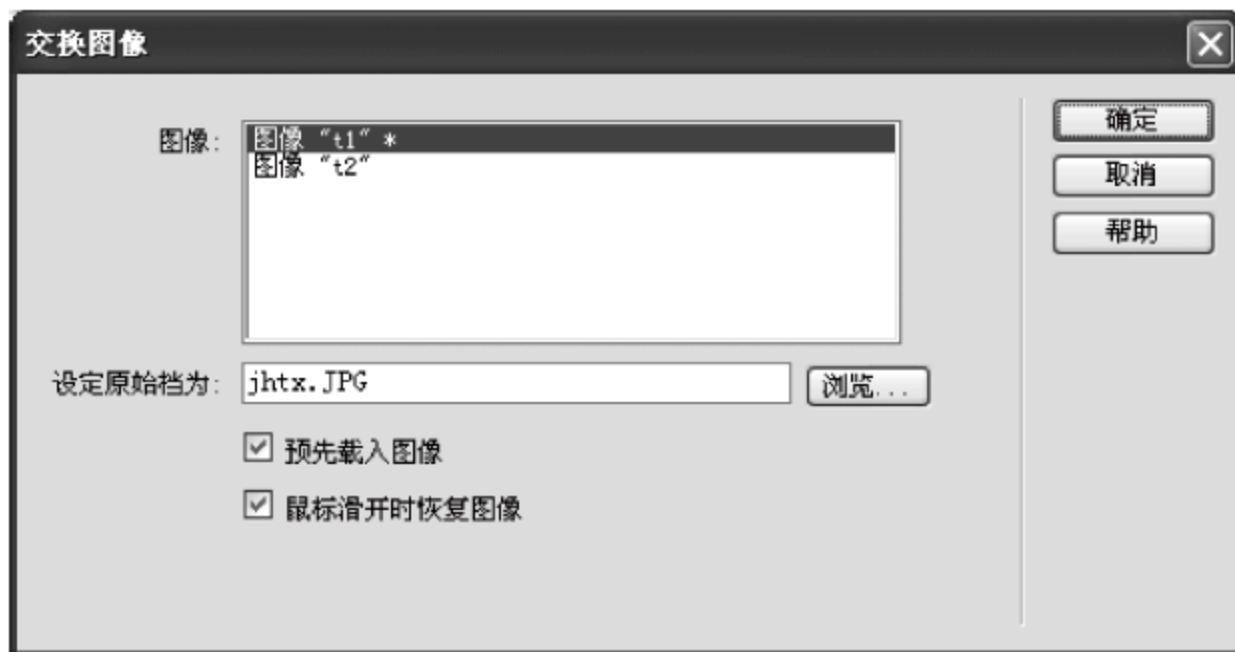 交换图像
图像:
图像 "t1" *
图像 "t2"
设定原始档为:
jhtx.JPG
浏览...
预先载入图像
鼠标滑开时恢复图像
确定
取消
帮助